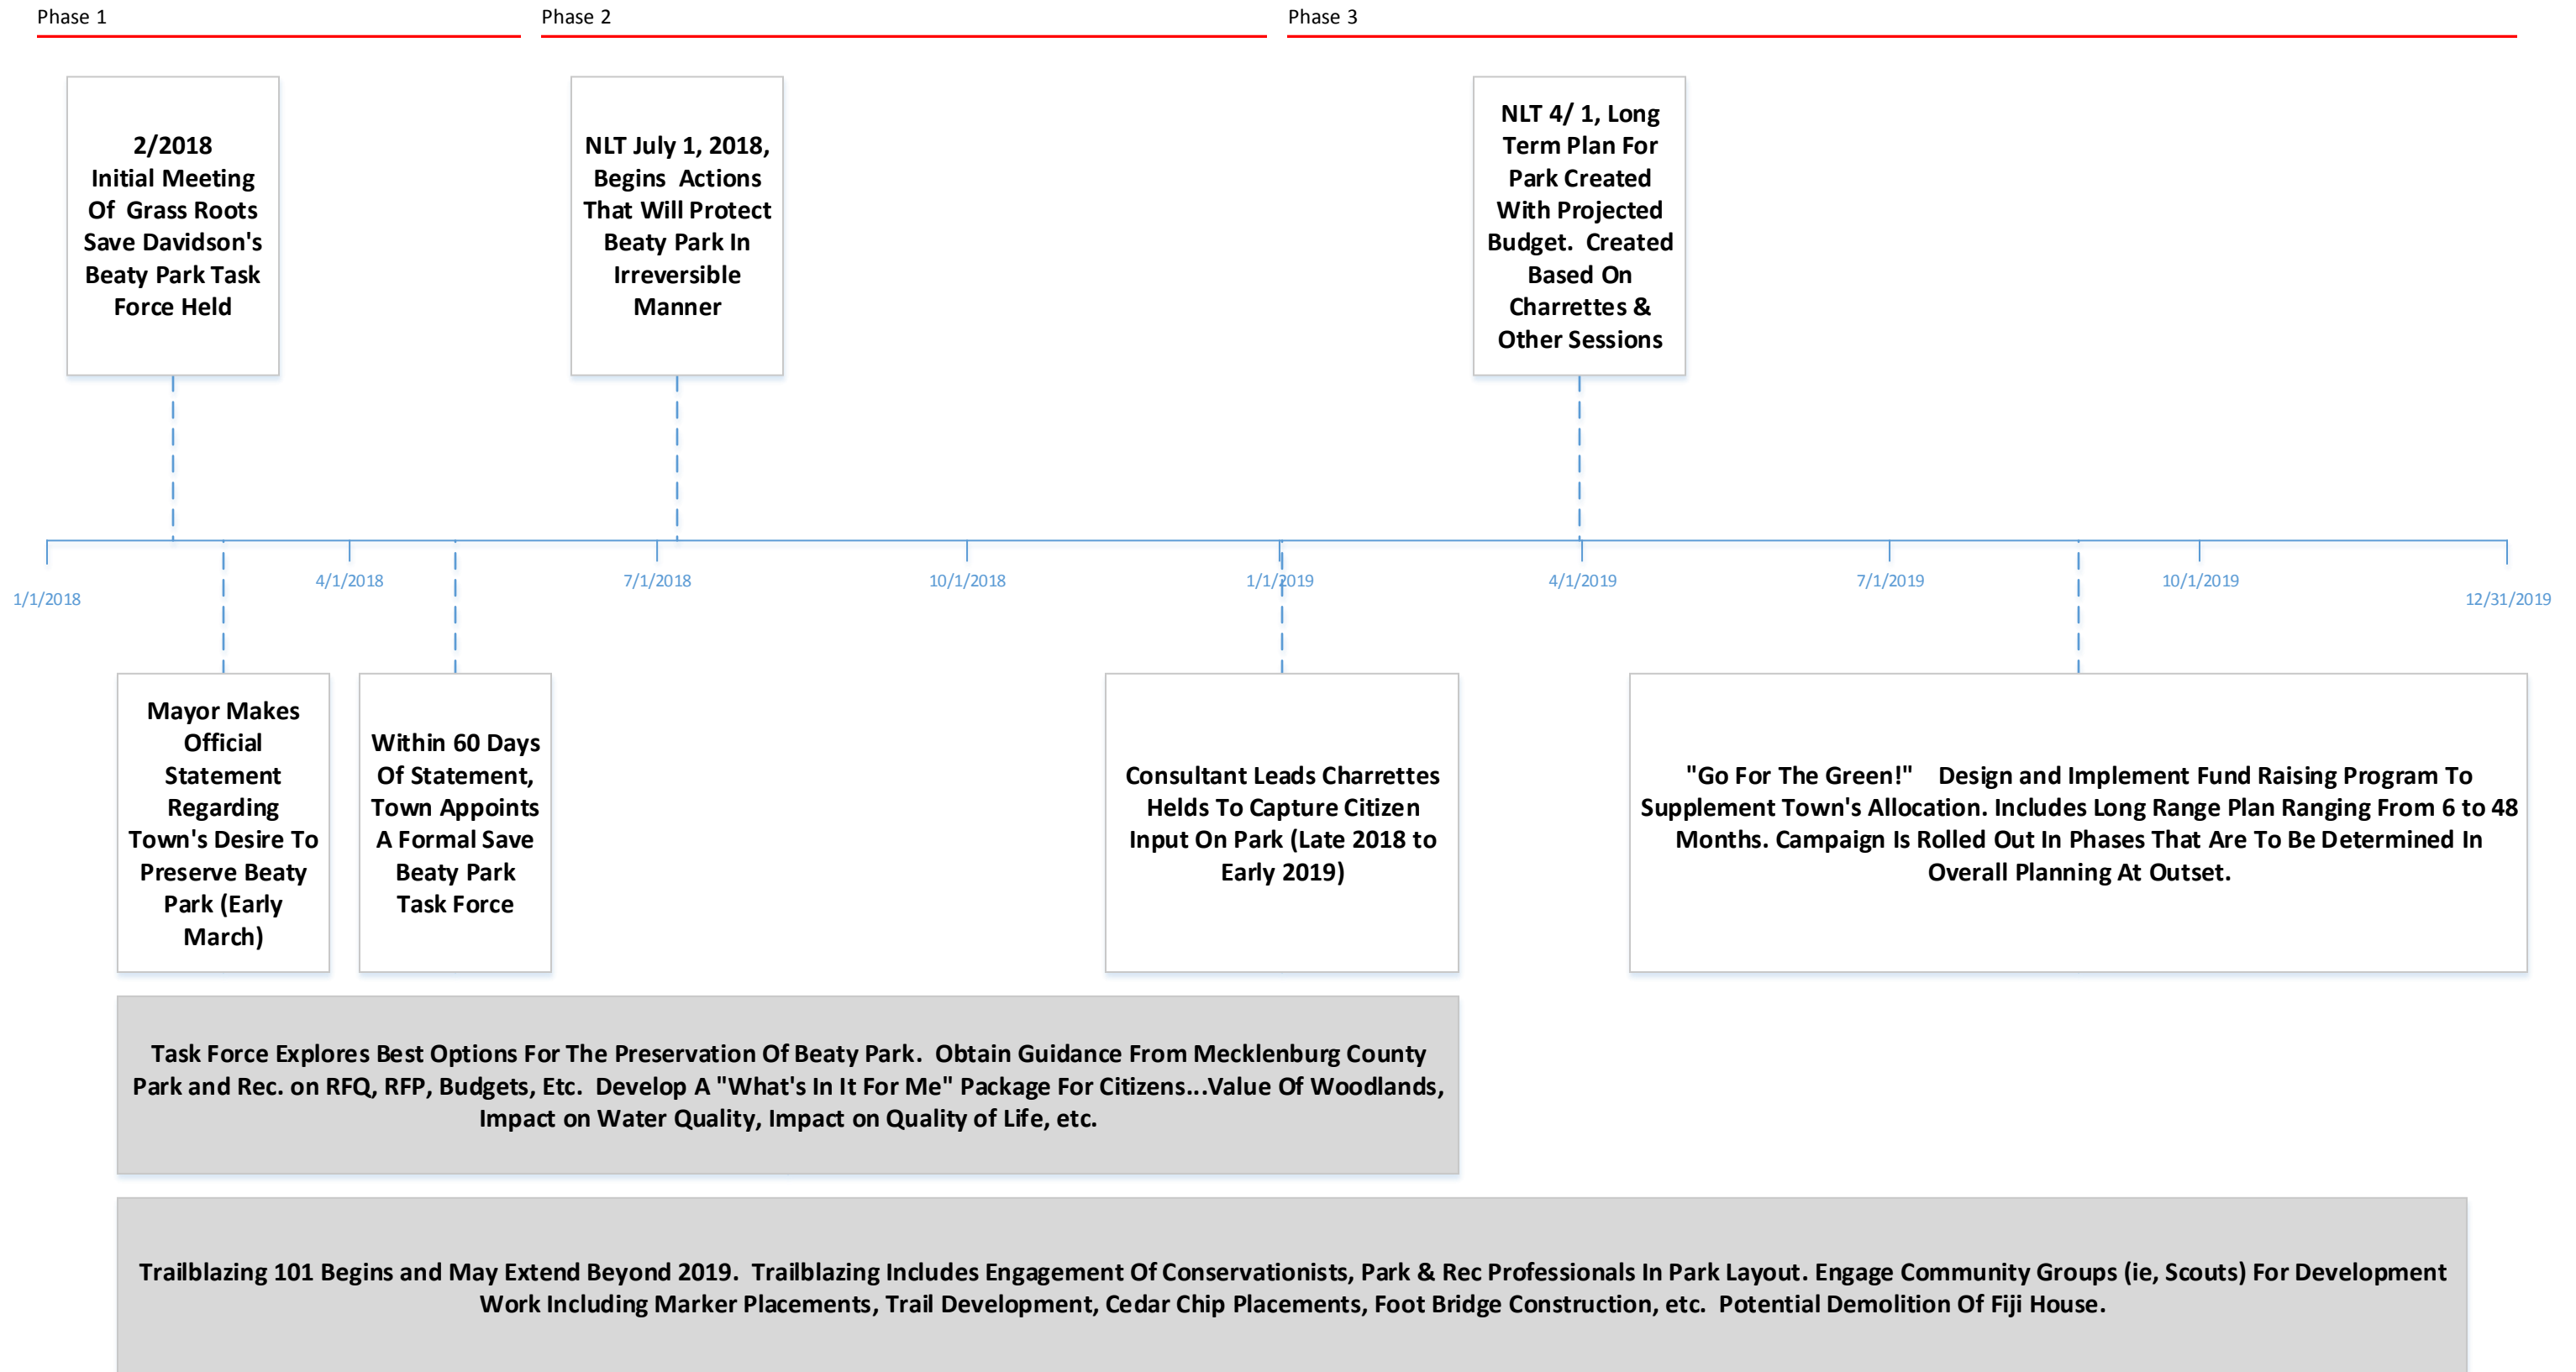 Phase 1
Phase 2
Phase 3
2/2018
Initial Meeting
Of  Grass Roots
Save Davidson's
Beaty Park Task
Force Held
NLT July 1, 2018,
Begins  Actions
That Will Protect
Beaty Park In
Irreversible
Manner
NLT 4/ 1, Long
Term Plan For
Park Created
With Projected
Budget.  Created
Based On
Charrettes &
Other Sessions
1/1/2018
4/1/2018
7/1/2018
10/1/2018
1/1/2019
4/1/2019
7/1/2019
10/1/2019
12/31/2019
Mayor Makes
Official
Statement
Regarding
Town's Desire To
Preserve Beaty
Park (Early
March)
Within 60 Days
Of Statement,
Town Appoints
A Formal Save
Beaty Park
Task Force
Consultant Leads Charrettes
Helds To Capture Citizen
Input On Park (Late 2018 to
Early 2019)
"Go For The Green!"    Design and Implement Fund Raising Program To
Supplement Town's Allocation. Includes Long Range Plan Ranging From 6 to 48
Months. Campaign Is Rolled Out In Phases That Are To Be Determined In
Overall Planning At Outset.
Task Force Explores Best Options For The Preservation Of Beaty Park.  Obtain Guidance From Mecklenburg County
Park and Rec. on RFQ, RFP, Budgets, Etc.  Develop A "What's In It For Me" Package For Citizens...Value Of Woodlands,
Impact on Water Quality, Impact on Quality of Life, etc.
Trailblazing 101 Begins and May Extend Beyond 2019.  Trailblazing Includes Engagement Of Conservationists, Park & Rec Professionals In Park Layout. Engage Community Groups (ie, Scouts) For Development
Work Including Marker Placements, Trail Development, Cedar Chip Placements, Foot Bridge Construction, etc.  Potential Demolition Of Fiji House.